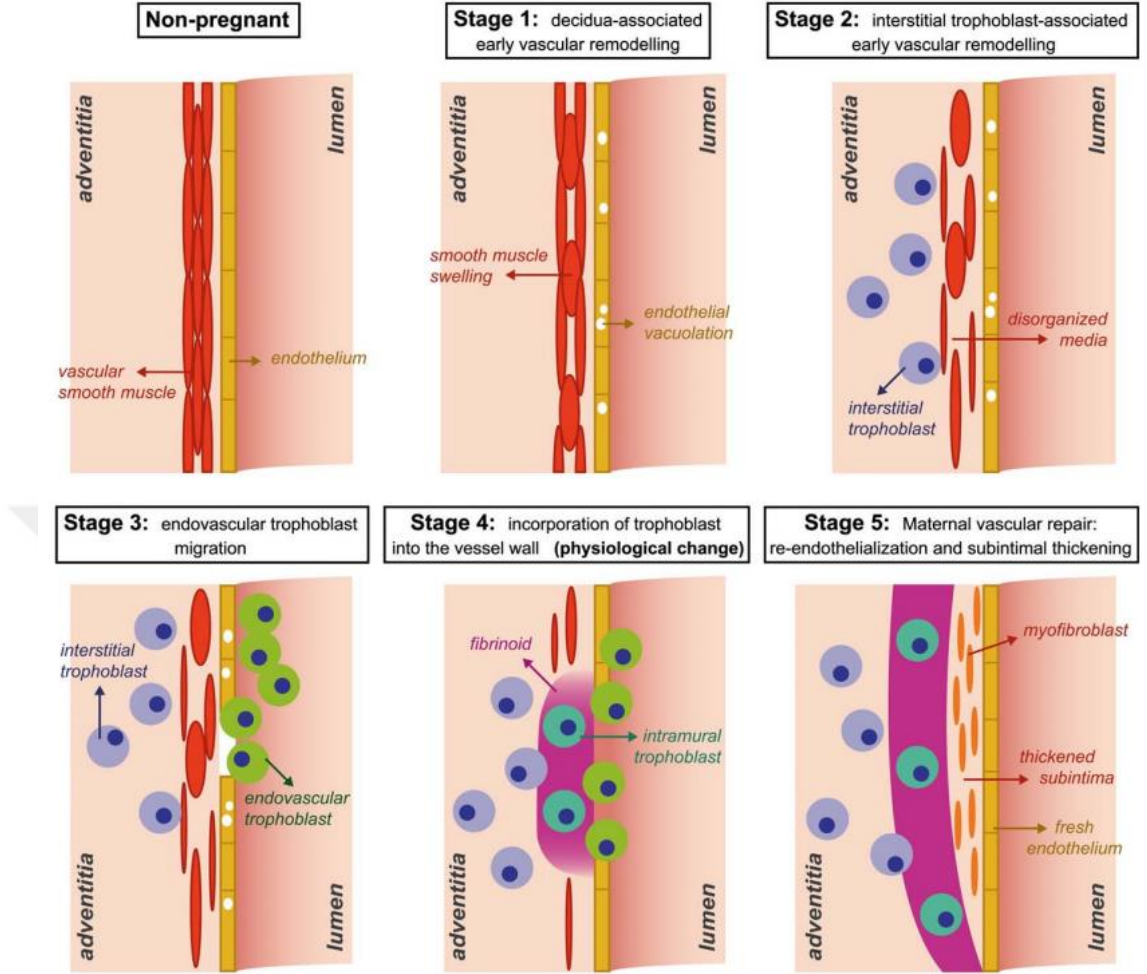 Non-pregnant
Stage 1: decidua-associated
early vascular remodelling
Stage 2: interstitial trophoblast-associated
early vascular remodelling
adventitia
lumen
vascular
smooth muscle
endothelium
adventitia
lumen
smooth muscle
swelling
endothelial
vacuolation
adventitia
lumen
disorganized
media
interstitial
trophoblast
Stage 3: endovascular trophoblast
migration
Stage 4: incorporation of trophoblast
into the vessel wall (physiological change)
Stage 5: Maternal vascular repair:
re-endothelialization and subintimal thickening
interstitial
trophoblast
endovascular
trophoblast
adventitia
lumen
fibrinoid
intramural
trophoblast
adventitia
lumen
myofibroblast
thickened
subintima
fresh
endothelium
adventitia
lumen